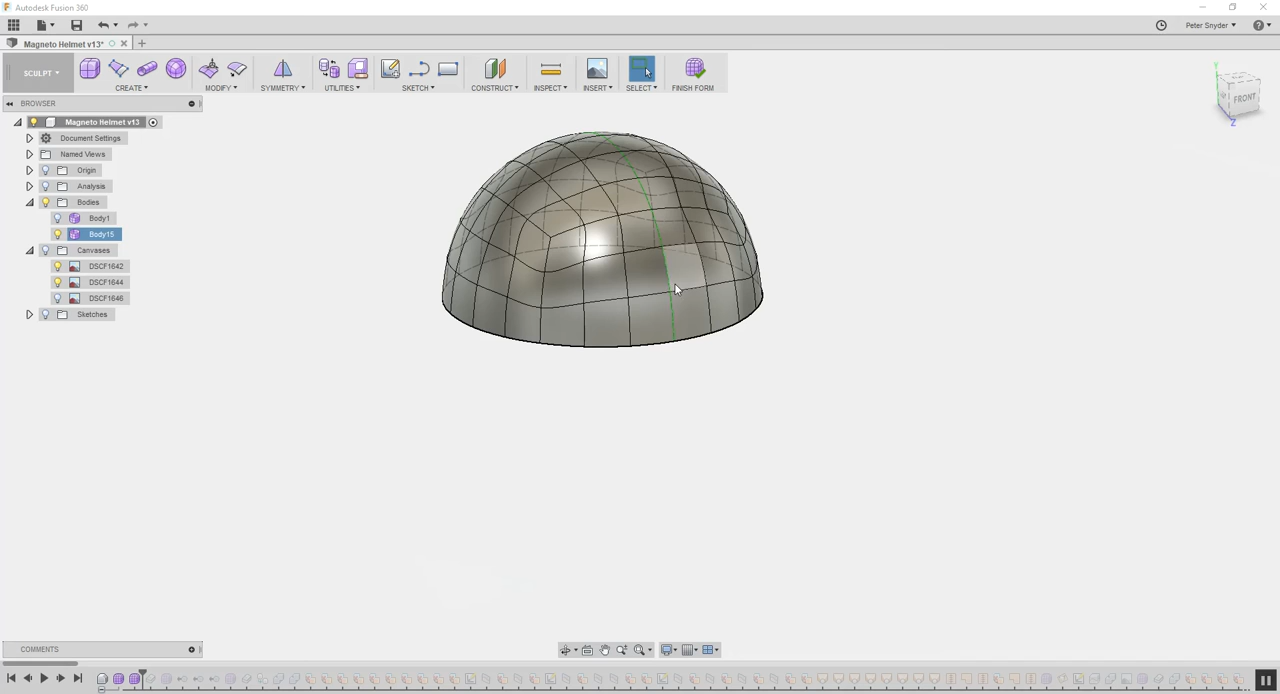 Autodesk Fusion 360
Peter Snyder
Magneto Helmet v13*
SCULPT
CREATE
MODIFY
SYMMETRY
UTILITIES
SKETCH
CONSTRUCT
INSPECT
INSERT
SELECT
FINISH FORM
BROWSER
Magneto Helmet v13
Document Settings
Named Views
Origin
Analysis
Bodies
Body1
Body15
Canvases
DSCF1642
DSCF1644
DSCF1646
Sketches
Y
FRONT
Z
COMMENTS